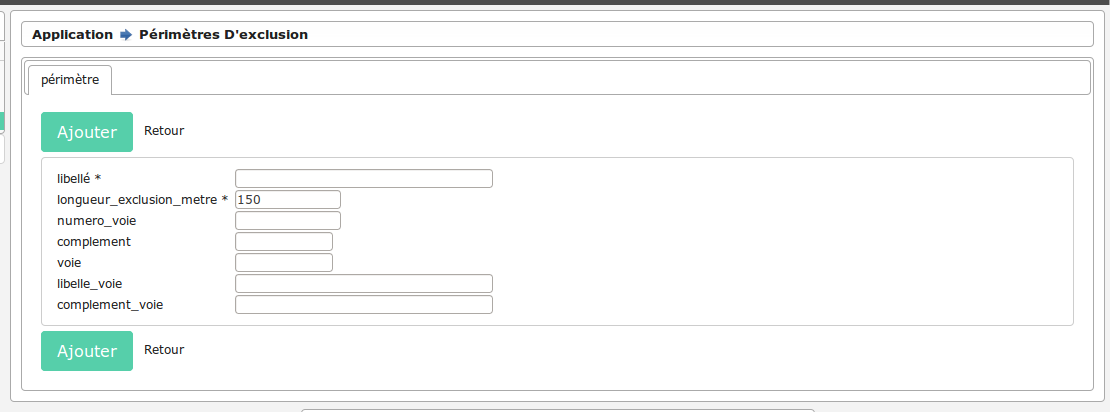 Application Périmètres D'exclusion
périmètre
Ajouter Retour
libellé *
longueur_exclusion_metre * 150
numero_voie
complement
voie
libelle_voie
complement_voie
Ajouter Retour